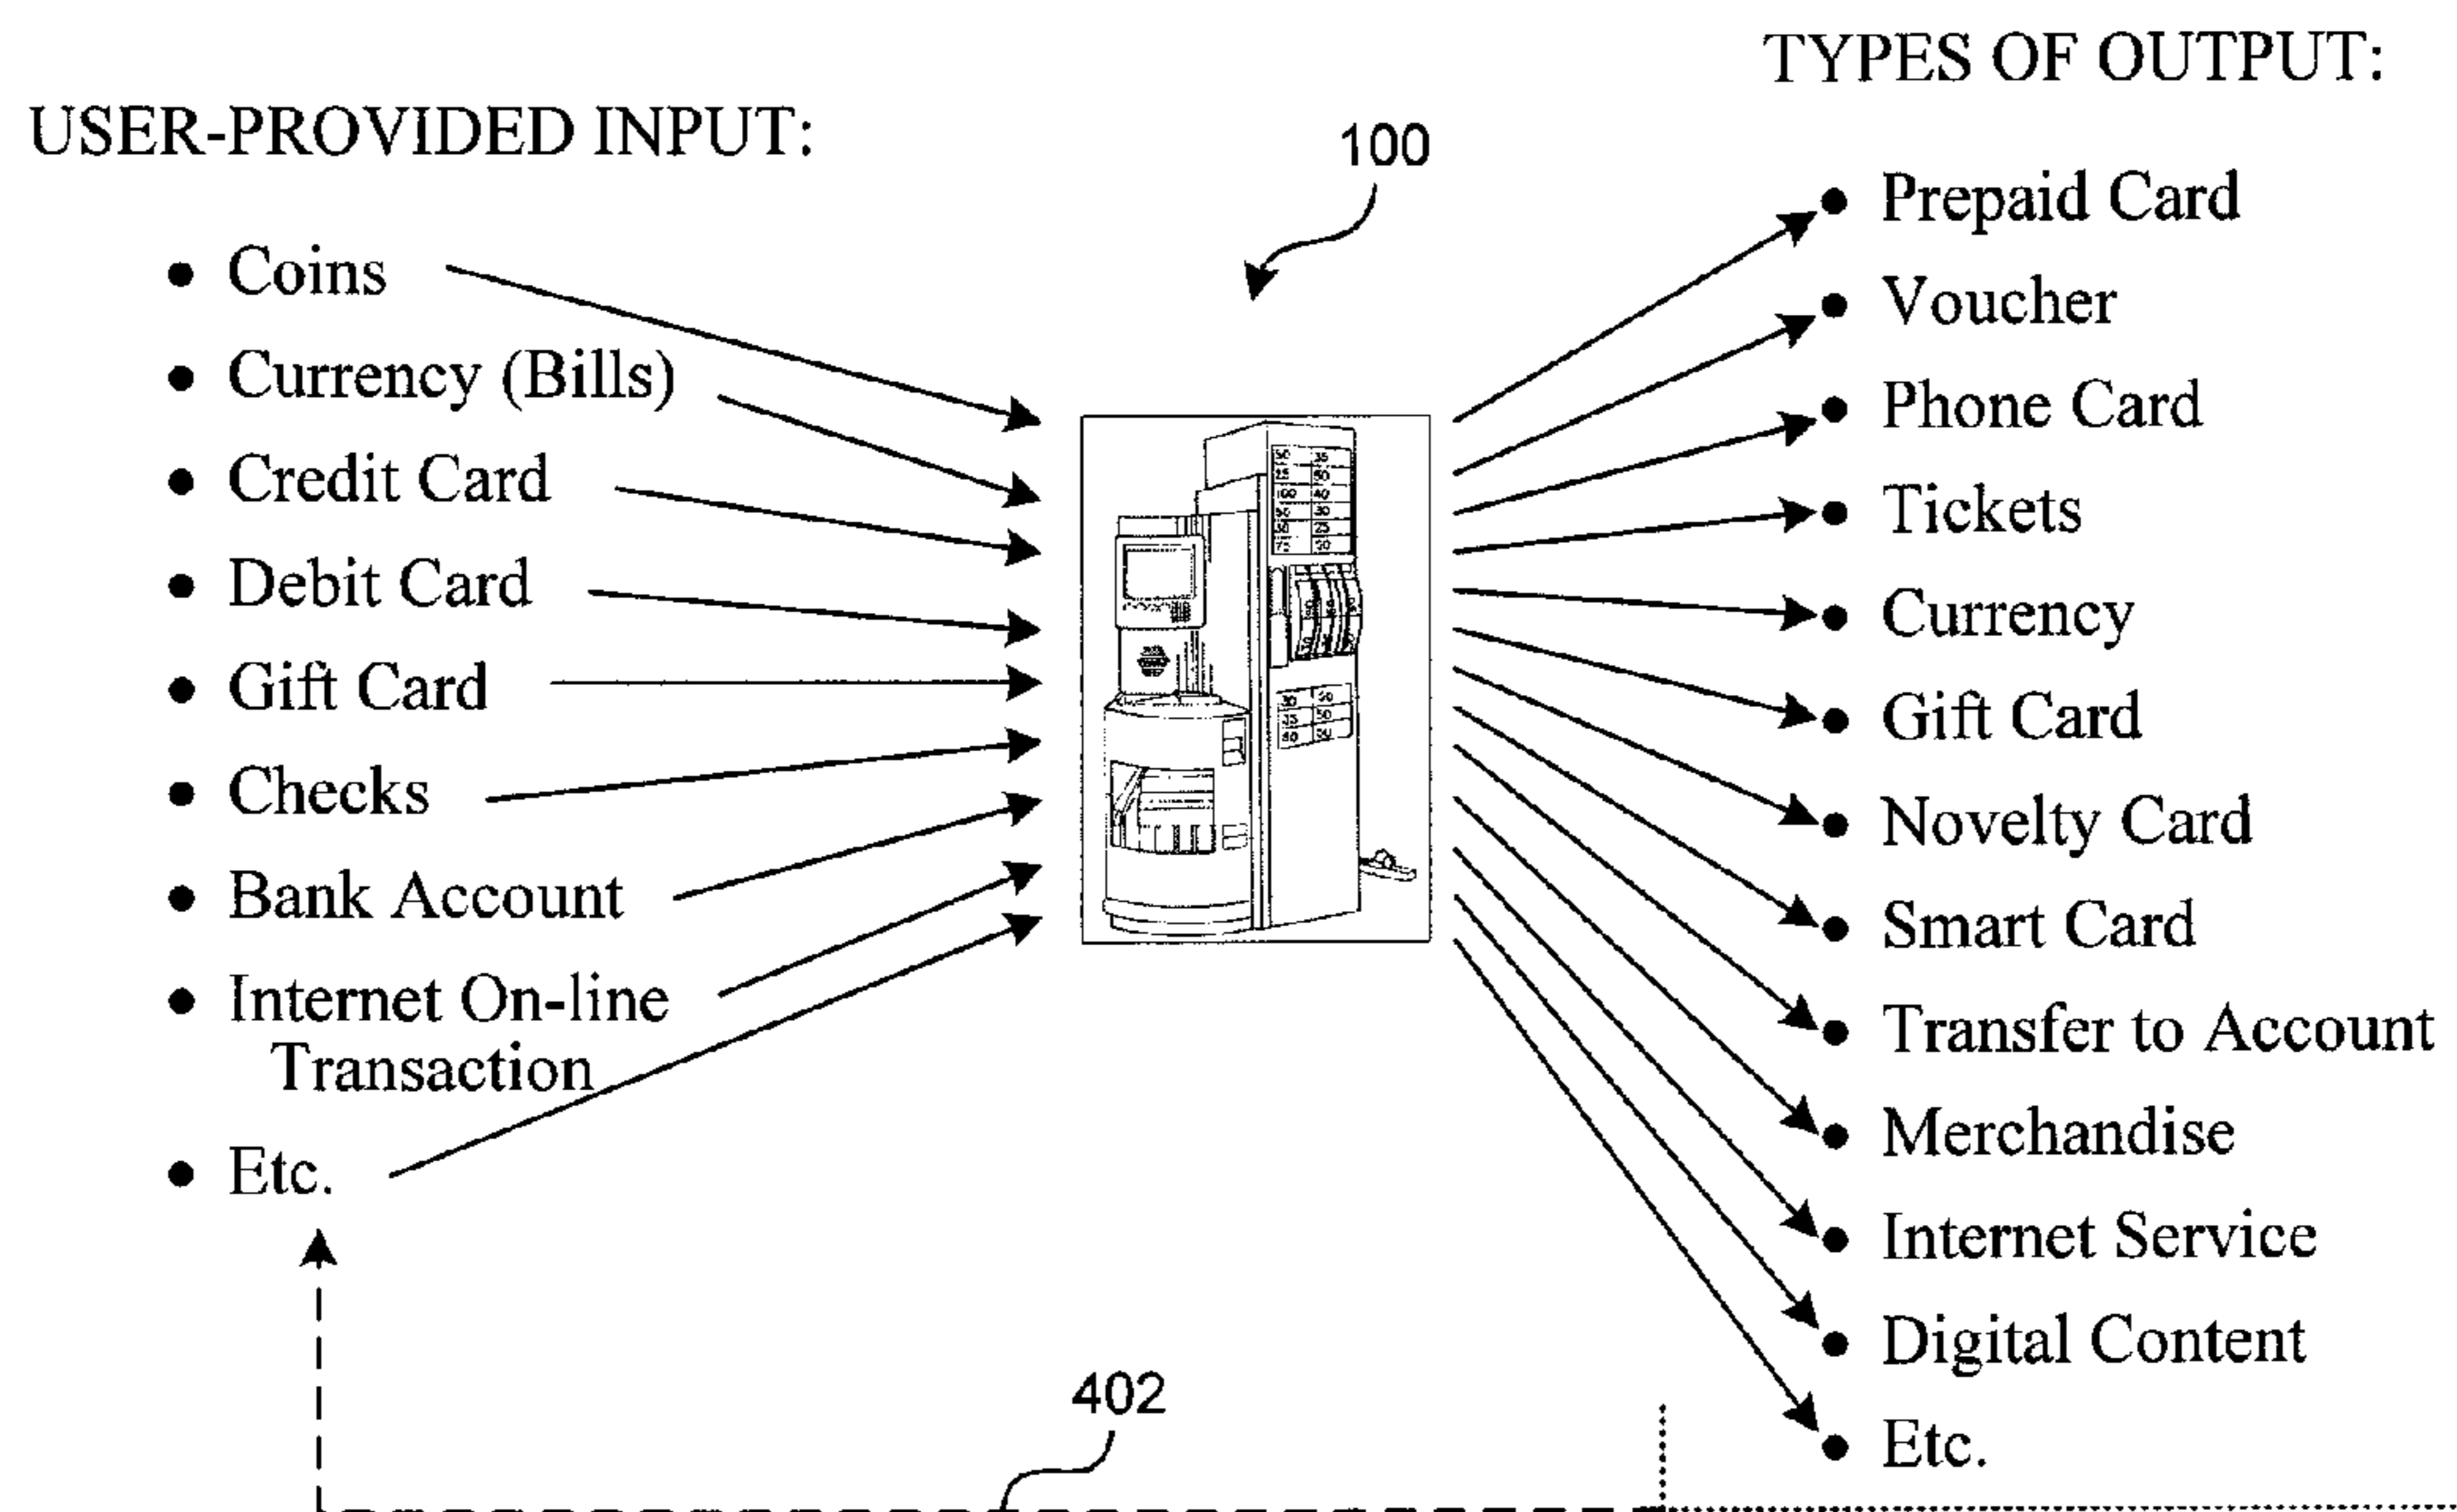 TYPES OF OUTPUT:
USER-PROVIDED INPUT:
100
• Coins
• Currency (Bills)
• Credit Card
• Debit Card
• Gift Card
• Checks
• Bank Account
• Internet On-line
Transaction
• Etc.
• Prepaid Card
• Voucher
• Phone Card
• Tickets
• Currency
• Gift Card
• Novelty Card
• Smart Card
• Transfer to Account
• Merchandise
• Internet Service
• Digital Content
• Etc.
402